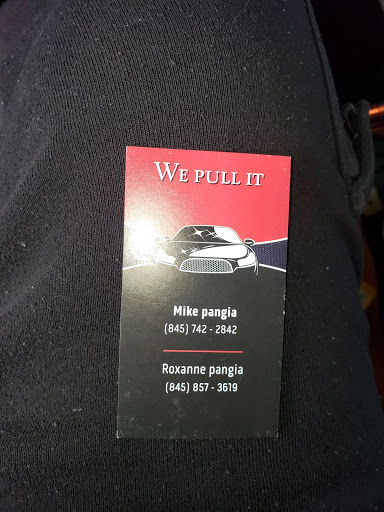 WE PULL IT
Mike pangia
(845) 742 - 2842
Roxanne pangia
(845) 857 - 3619